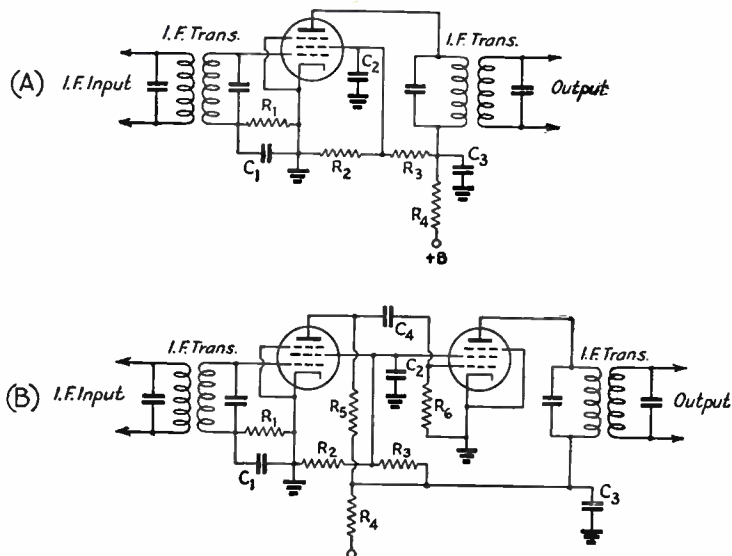 I.F. Trans.
I.F. Trans.
(A)
I.F. Input
C2
Output
R1
C1
R2
R3
C3
R4
+B
I.F. Trans.
C4
I.F. Trans.
(B)
I.F. Input
C2
Output
R5
R6
R1
R2
R3
C1
C3
R4